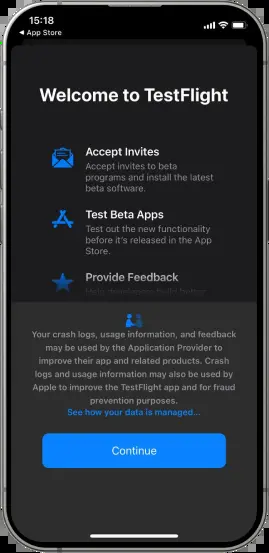 15:18
App Store
Welcome to TestFlight
Accept Invites
Accept invites to beta
programs and install the latest
beta software.
Test Beta Apps
Test out the new functionality
before it's released in the App
Store.
Provide Feedback
Your crash logs, usage information, and feedback
may be used by the Application Provider to
improve their app and related products. Crash
logs and usage information may also be used by
Apple to improve the TestFlight app and for fraud
prevention purposes.
See how your data is managed...
Continue